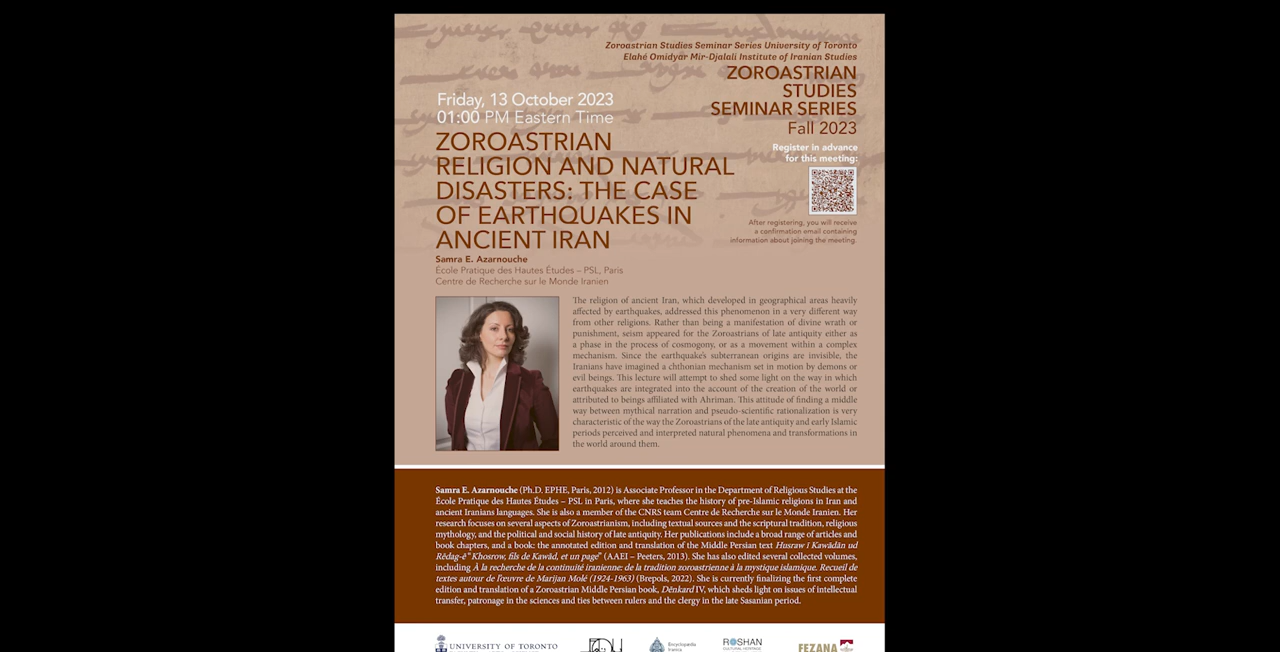 Zoroastrian Studies Seminar Series University of Toronto
Elahé Omidyar Mir-Djalali Institute of Iranian Studies
ZOROASTRIAN
STUDIES
SEMINAR SERIES
Fall 2023
Friday, 13 October 2023
01:00 PM Eastern Time
ZOROASTRIAN
RELIGION AND NATURAL
DISASTERS: THE CASE
OF EARTHQUAKES IN
ANCIENT IRAN
Register in advance
for this meeting:
After registering, you will receive
a confirmation email containing
information about joining the meeting.
Samra E. Azarnouche
École Pratique des Hautes Études – PSL, Paris
Centre de Recherche sur le Monde Iranien
The religion of ancient Iran, which developed in geographical areas heavily
affected by earthquakes, addressed this phenomenon in a very different way
from other religions. Rather than being a manifestation of divine wrath or
punishment, seism appeared for the Zoroastrians of late antiquity either as
a phase in the process of cosmogony, or as a movement within a complex
mechanism. Since the earthquake's subterranean origins are invisible, the
Iranians have imagined a chthonian mechanism set in motion by demons or
evil beings. This lecture will attempt to shed some light on the way in which
earthquakes are integrated into the account of the creation of the world or
attributed to beings affiliated with Ahriman. This attitude of finding a middle
way between mythical narration and pseudo-scientific rationalization is very
characteristic of the way the Zoroastrians of the late antiquity and early Islamic
periods perceived and interpreted natural phenomena and transformations in
the world around them.
Samra E. Azarnouche (Ph.D. EPHE, Paris, 2012) is Associate Professor in the Department of Religious Studies at the
École Pratique des Hautes Études – PSL in Paris, where she teaches the history of pre-Islamic religions in Iran and
ancient Iranians languages. She is also a member of the CNRS team Centre de Recherche sur le Monde Iranien. Her
research focuses on several aspects of Zoroastrianism, including textual sources and the scriptural tradition, religious
mythology, and the political and social history of late antiquity. Her publications include a broad range of articles and
book chapters, and a book: the annotated edition and translation of the Middle Persian text Husraw ī Kawādān ud
Rēdag-ē "Khosrow, fils de Kawād, et un page" (AAEI – Peeters, 2013). She has also edited several collected volumes,
including À la recherche de la continuité iranienne: de la tradition zoroastrienne à la mystique islamique. Recueil de
textes autour de l'œuvre de Marijan Molé (1924-1963) (Brepols, 2022). She is currently finalizing the first complete
edition and translation of a Zoroastrian Middle Persian book, Dēnkard IV, which sheds light on issues of intellectual
transfer, patronage in the sciences and ties between rulers and the clergy in the late Sasanian period.
UNIVERSITY OF TORONTO
Encyclopædia
Iranica
ROSHAN
CULTURAL HERITAGE
FEZANA